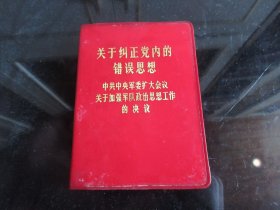 关于纠正党内的
错误思想
中共中央军委扩大会议
关于加强军队政治思想工作
的决议